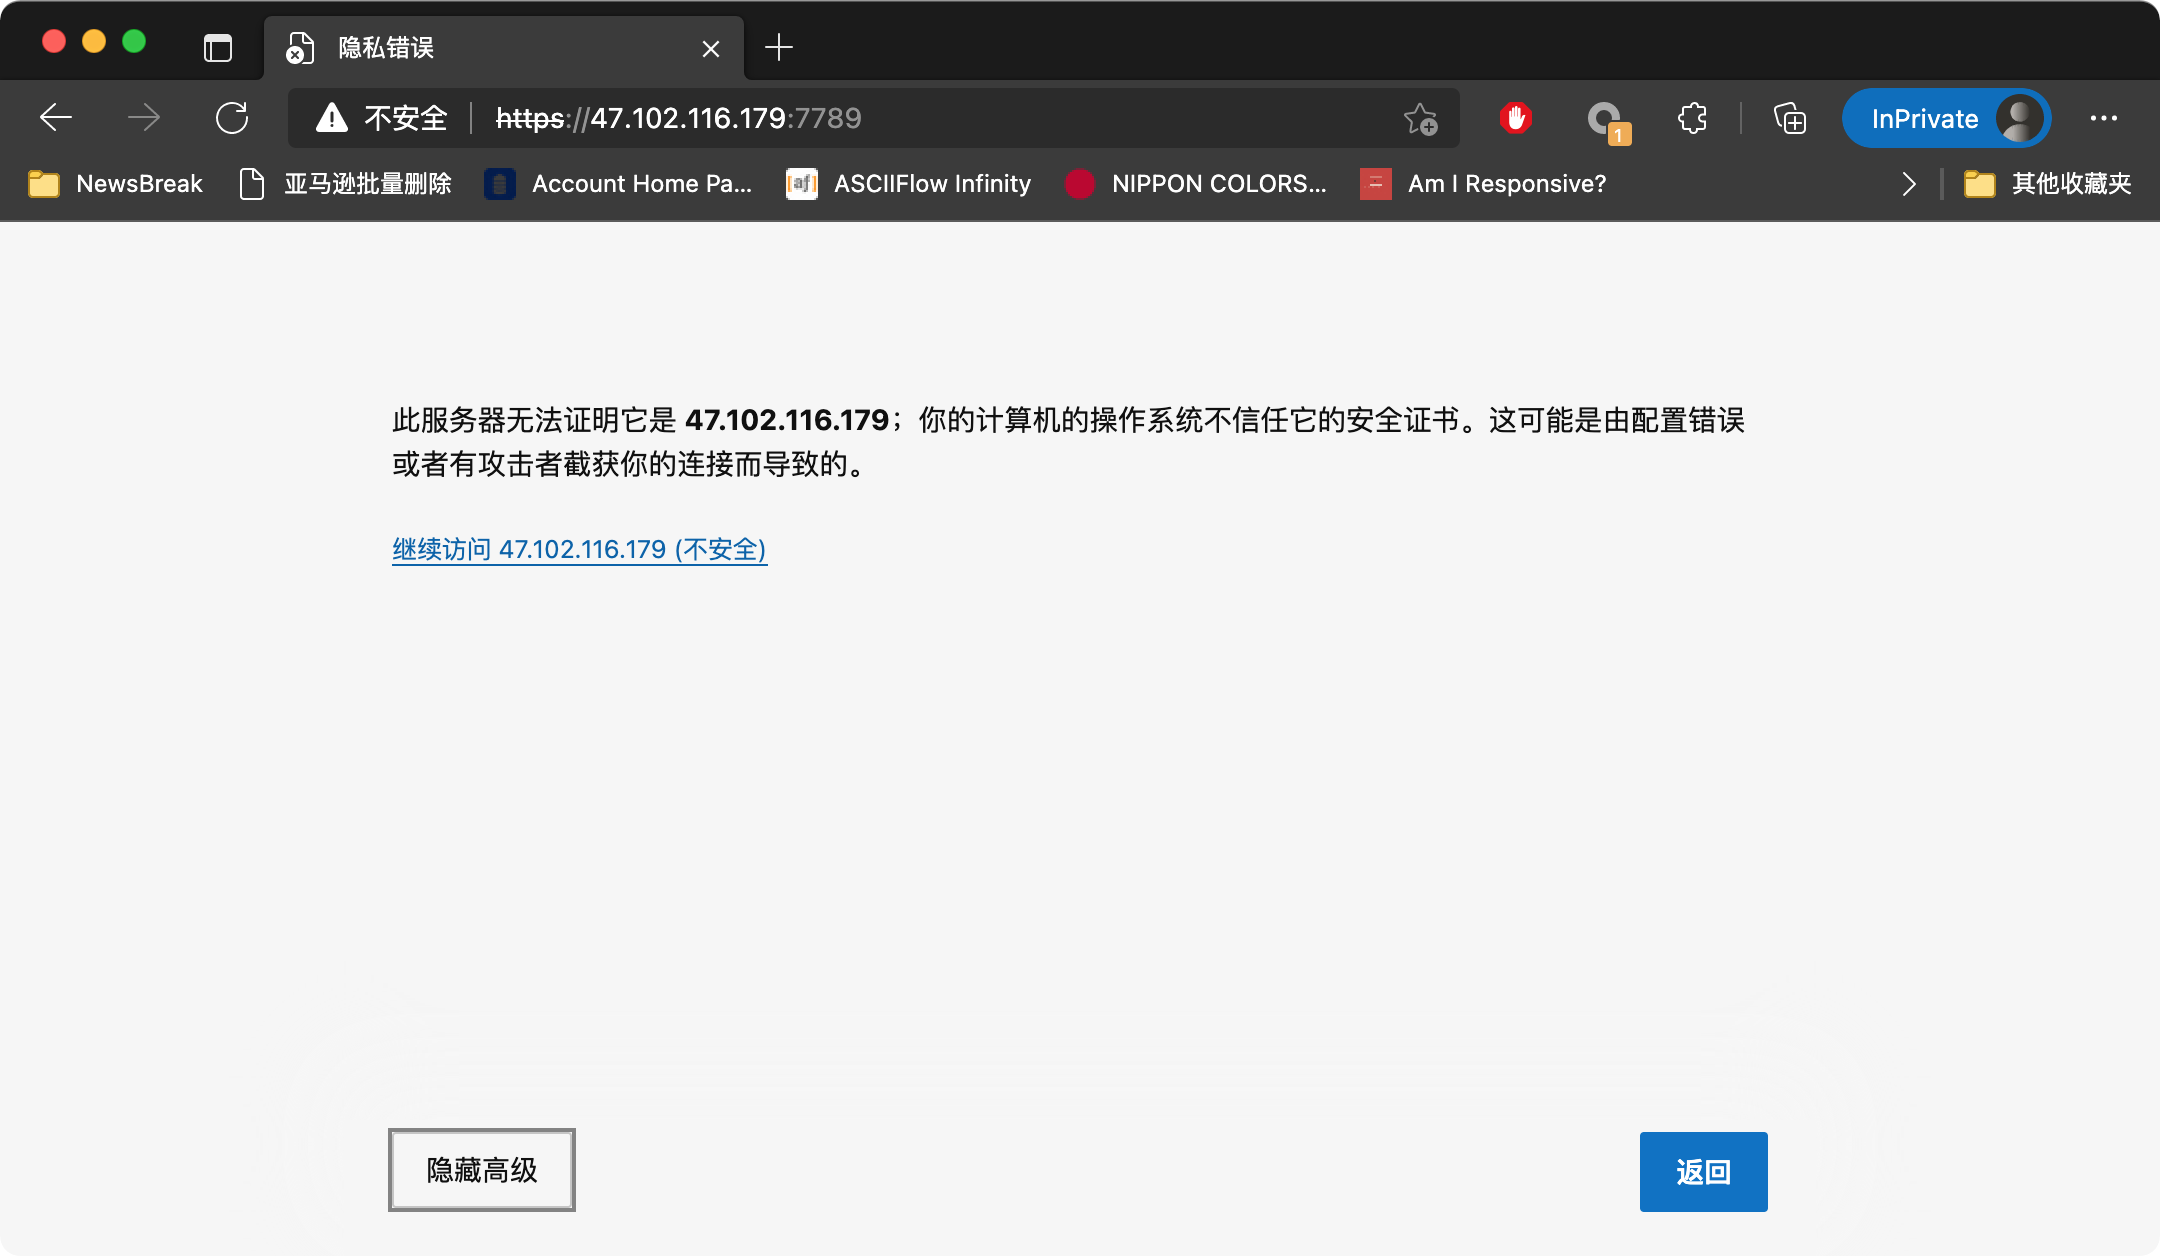 隐私错误
不安全 https://47.102.116.179:7789
1
InPrivate
NewsBreak 亚马逊批量删除 Account Home Pa... af ASCIIFlow Infinity NIPPON COLORS... Am I Responsive? 其他收藏夹
此服务器无法证明它是 47.102.116.179；你的计算机的操作系统不信任它的安全证书。这可能是由配置错误
或者有攻击者截获你的连接而导致的。
继续访问 47.102.116.179 (不安全)
隐藏高级
返回